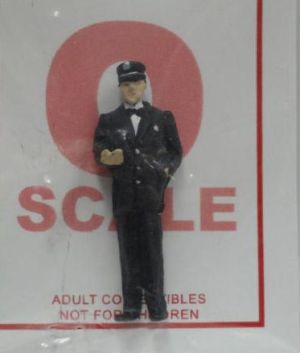 O
SCALE
ADULT COLLECTIBLES
NOT FOR CHILDREN